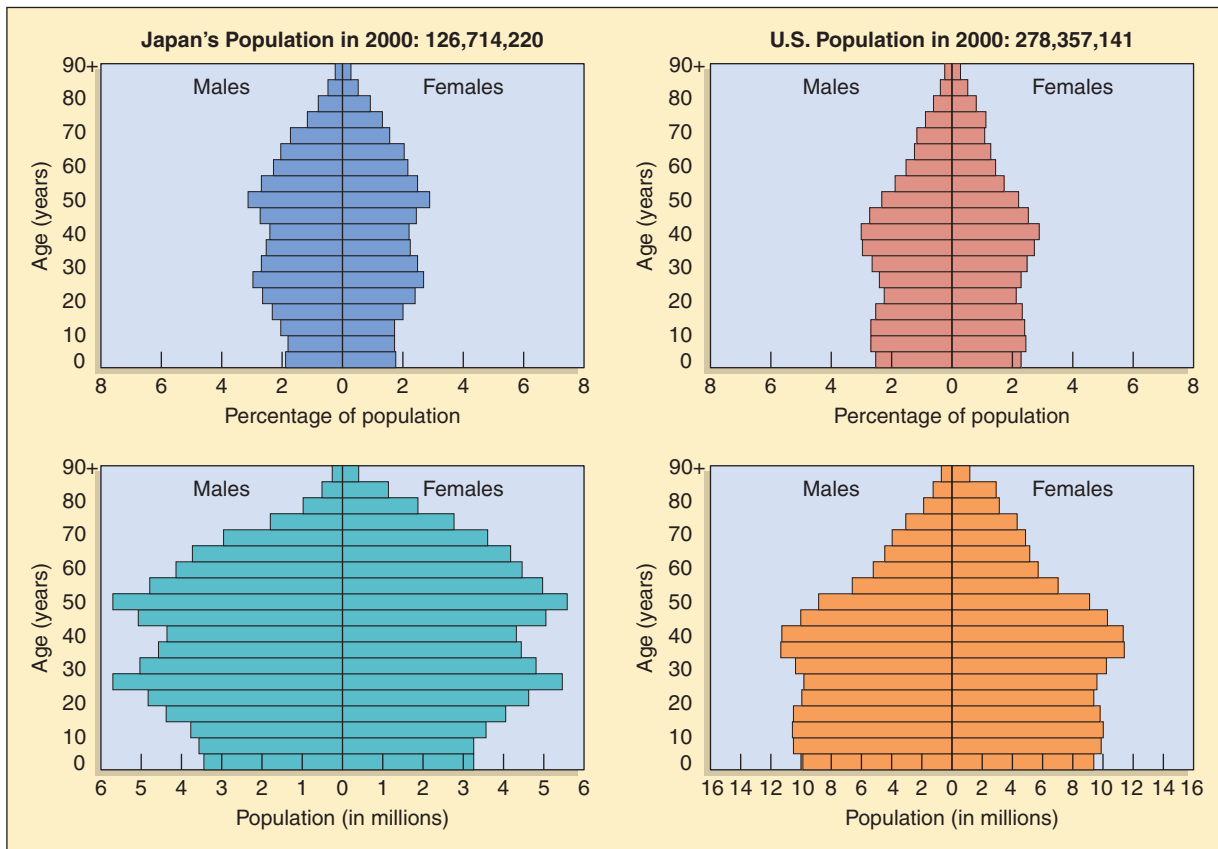 Japan's Population in 2000: 126,714,220
90+
80
70
60
50
40
30
20
10
0
Age (years)
Males
Females
8 6 4 2 0 2 4 6 8
Percentage of population
U.S. Population in 2000: 278,357,141
90+
80
70
60
50
40
30
20
10
0
Age (years)
Males
Females
8 6 4 2 0 2 4 6 8
Percentage of population
90+
80
70
60
50
40
30
20
10
0
Age (years)
Males
Females
6 5 4 3 2 1 0 1 2 3 4 5 6
Population (in millions)
90+
80
70
60
50
40
30
20
10
0
Age (years)
Males
Females
16 14 12 10 8 6 4 2 0 2 4 6 8 10 12 14 16
Population (in millions)